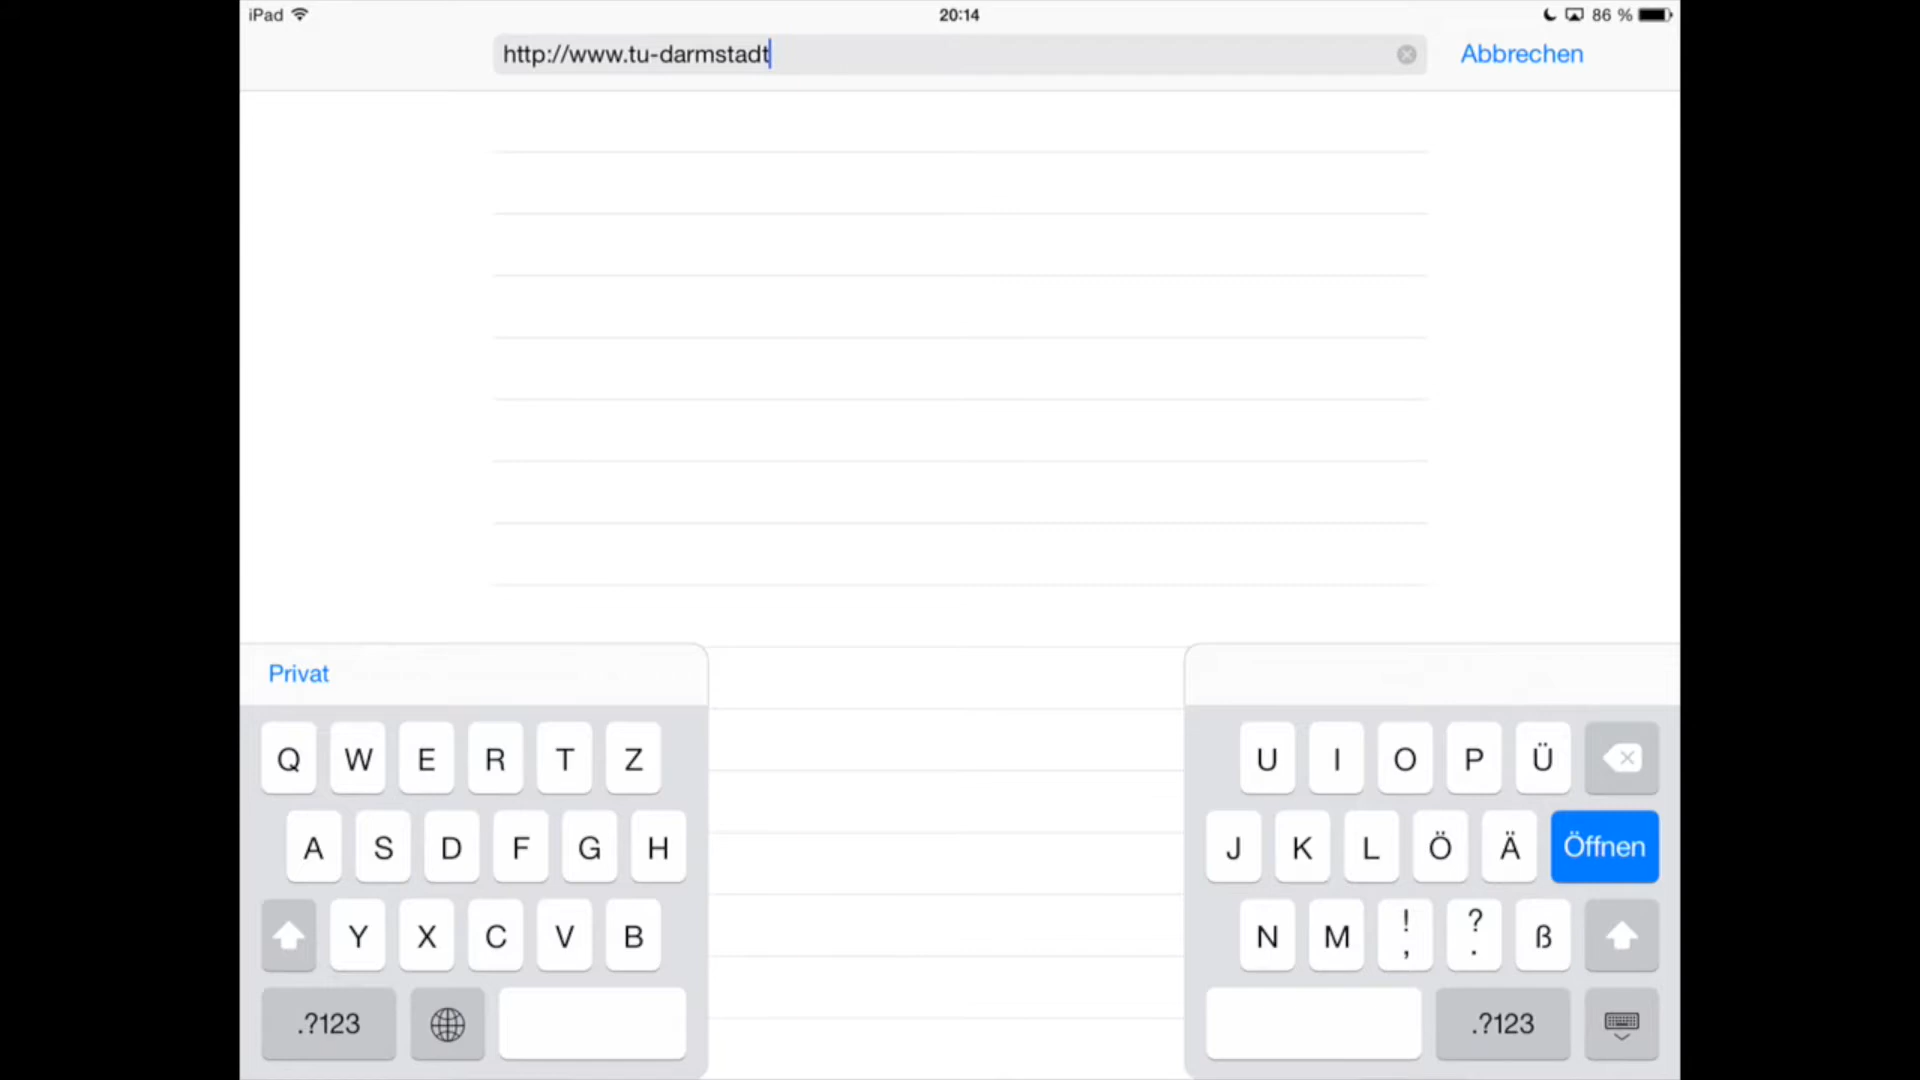 iPad 20:14 86 %
http://www.tu-darmstadt Abbrechen
Privat
Q W E R T Z U I O P Ü
A S D F G H J K L Ö Ä Öffnen
Y X C V B N M ! , ? . ß
.?123 .?123